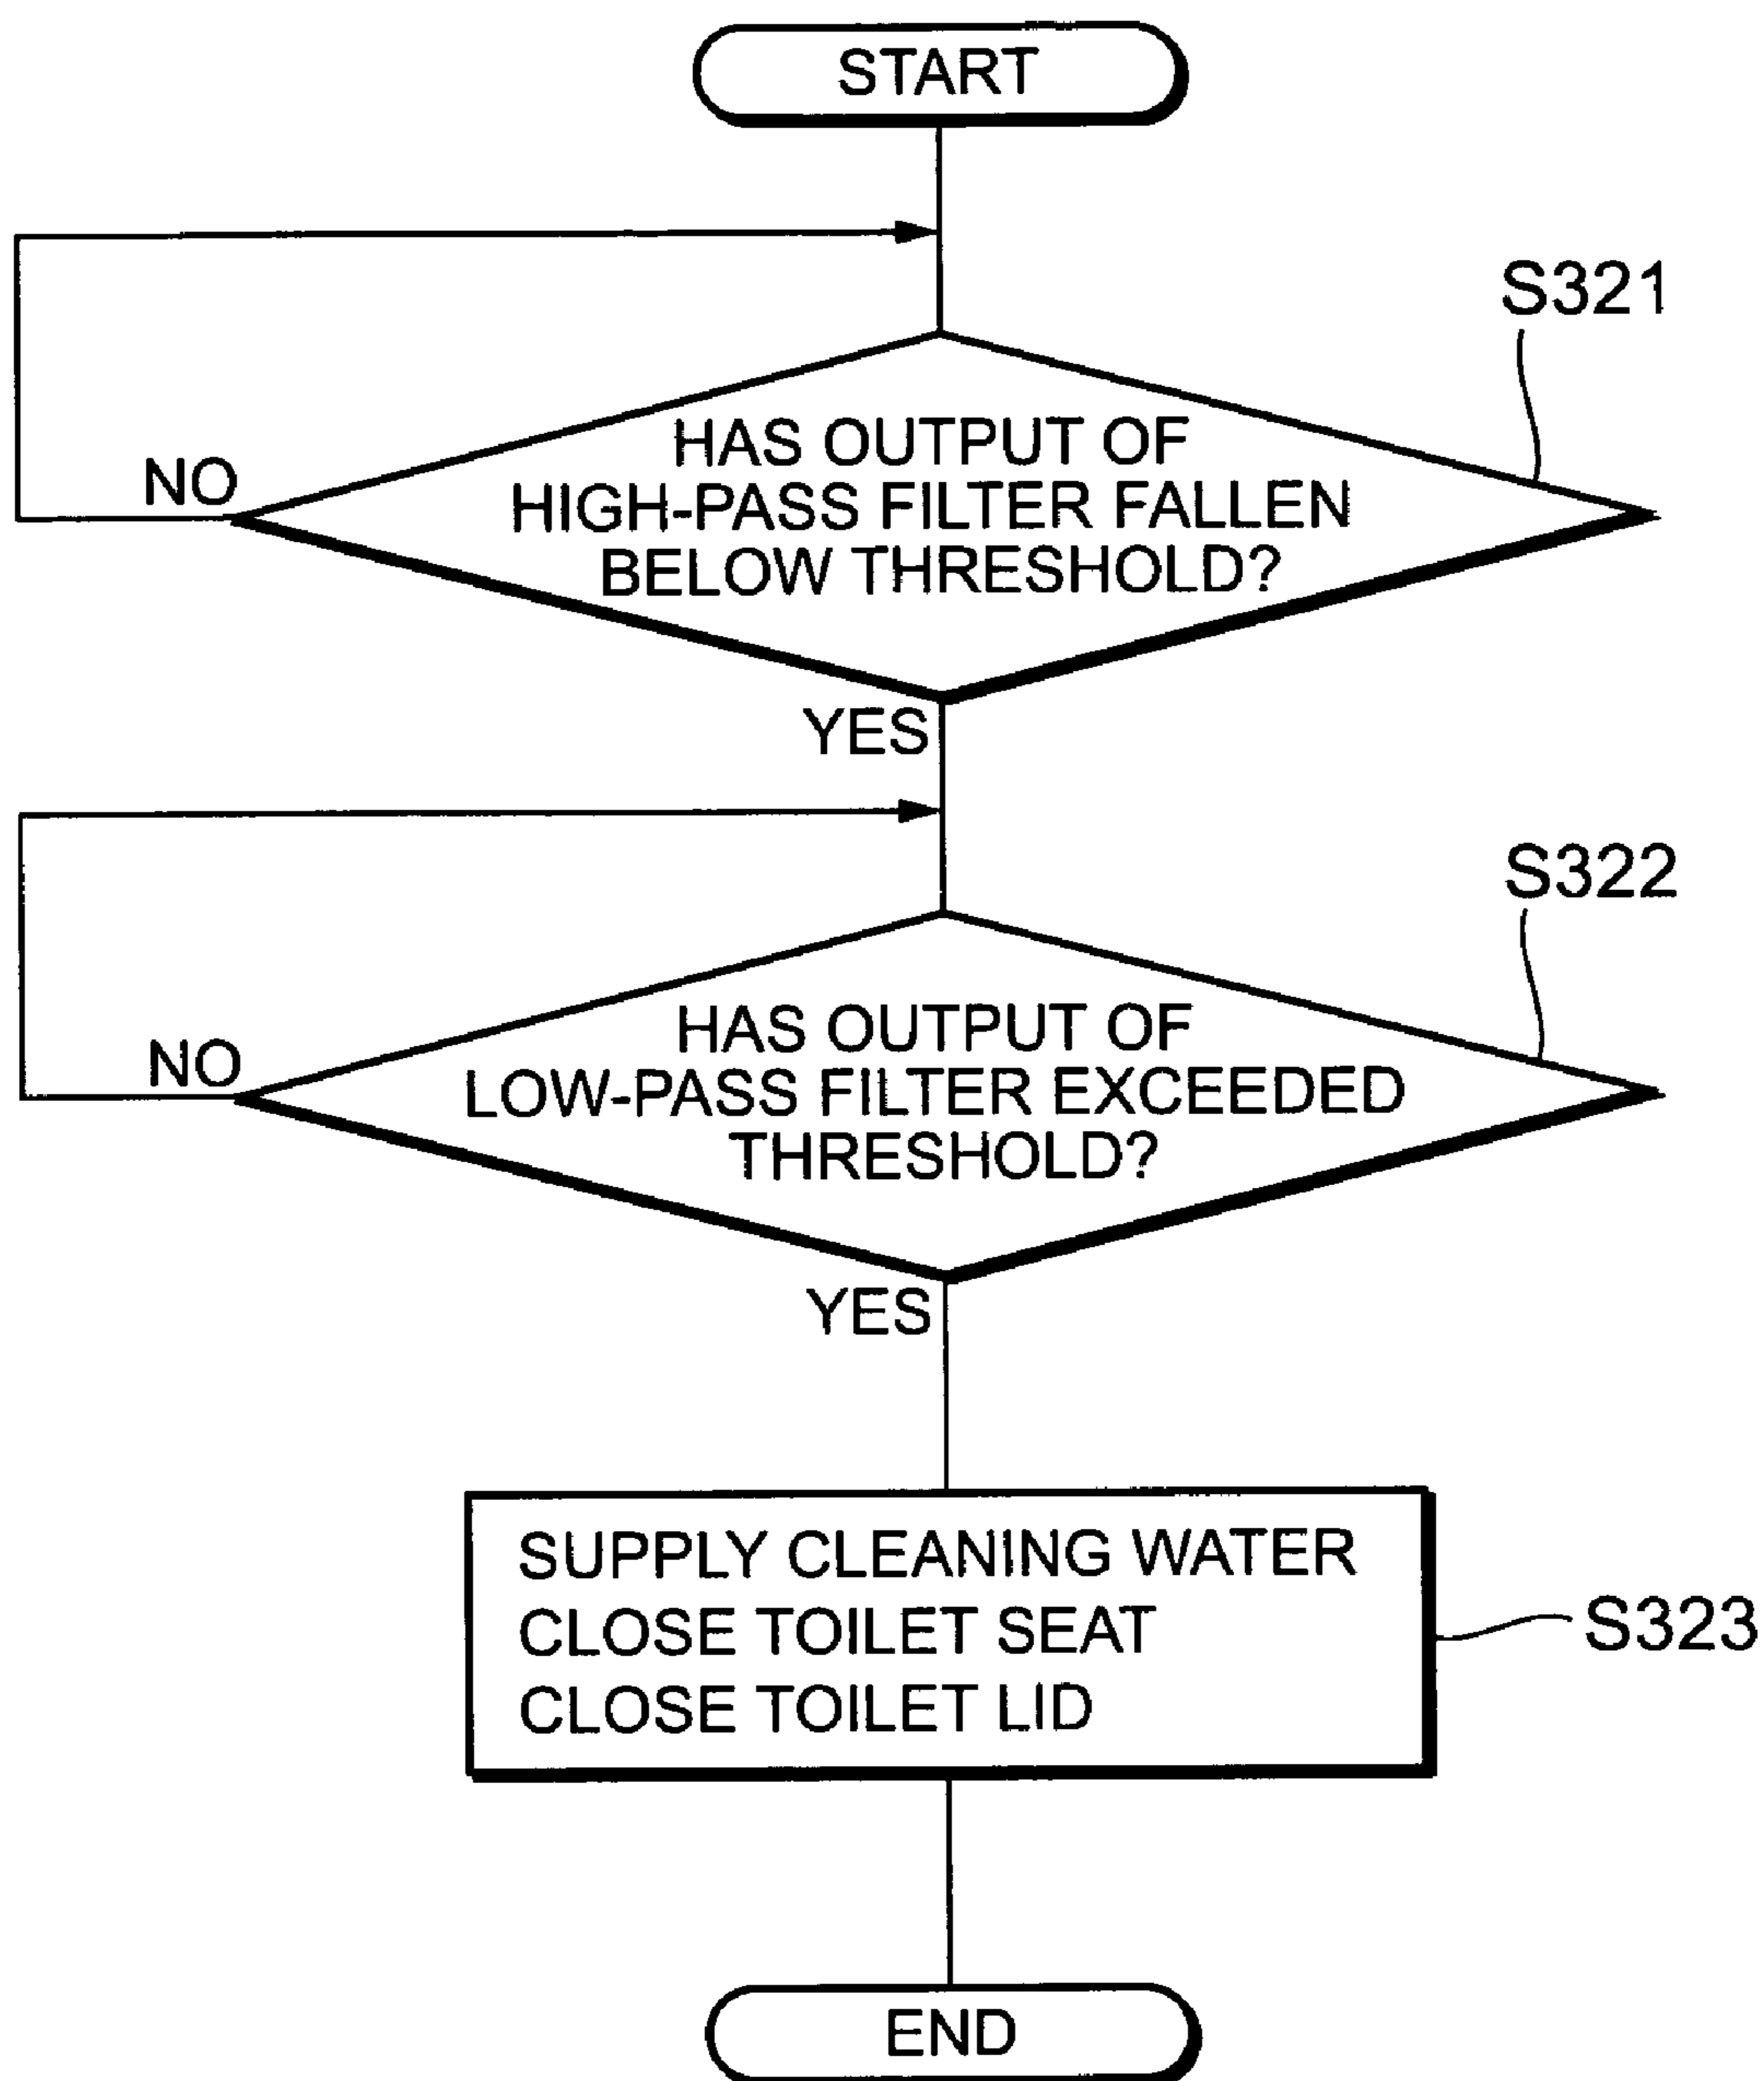 START
S321
HAS OUTPUT OF
HIGH-PASS FILTER FALLEN
BELOW THRESHOLD?
NO
YES
S322
HAS OUTPUT OF
LOW-PASS FILTER EXCEEDED
THRESHOLD?
NO
YES
SUPPLY CLEANING WATER
CLOSE TOILET SEAT
CLOSE TOILET LID
S323
END